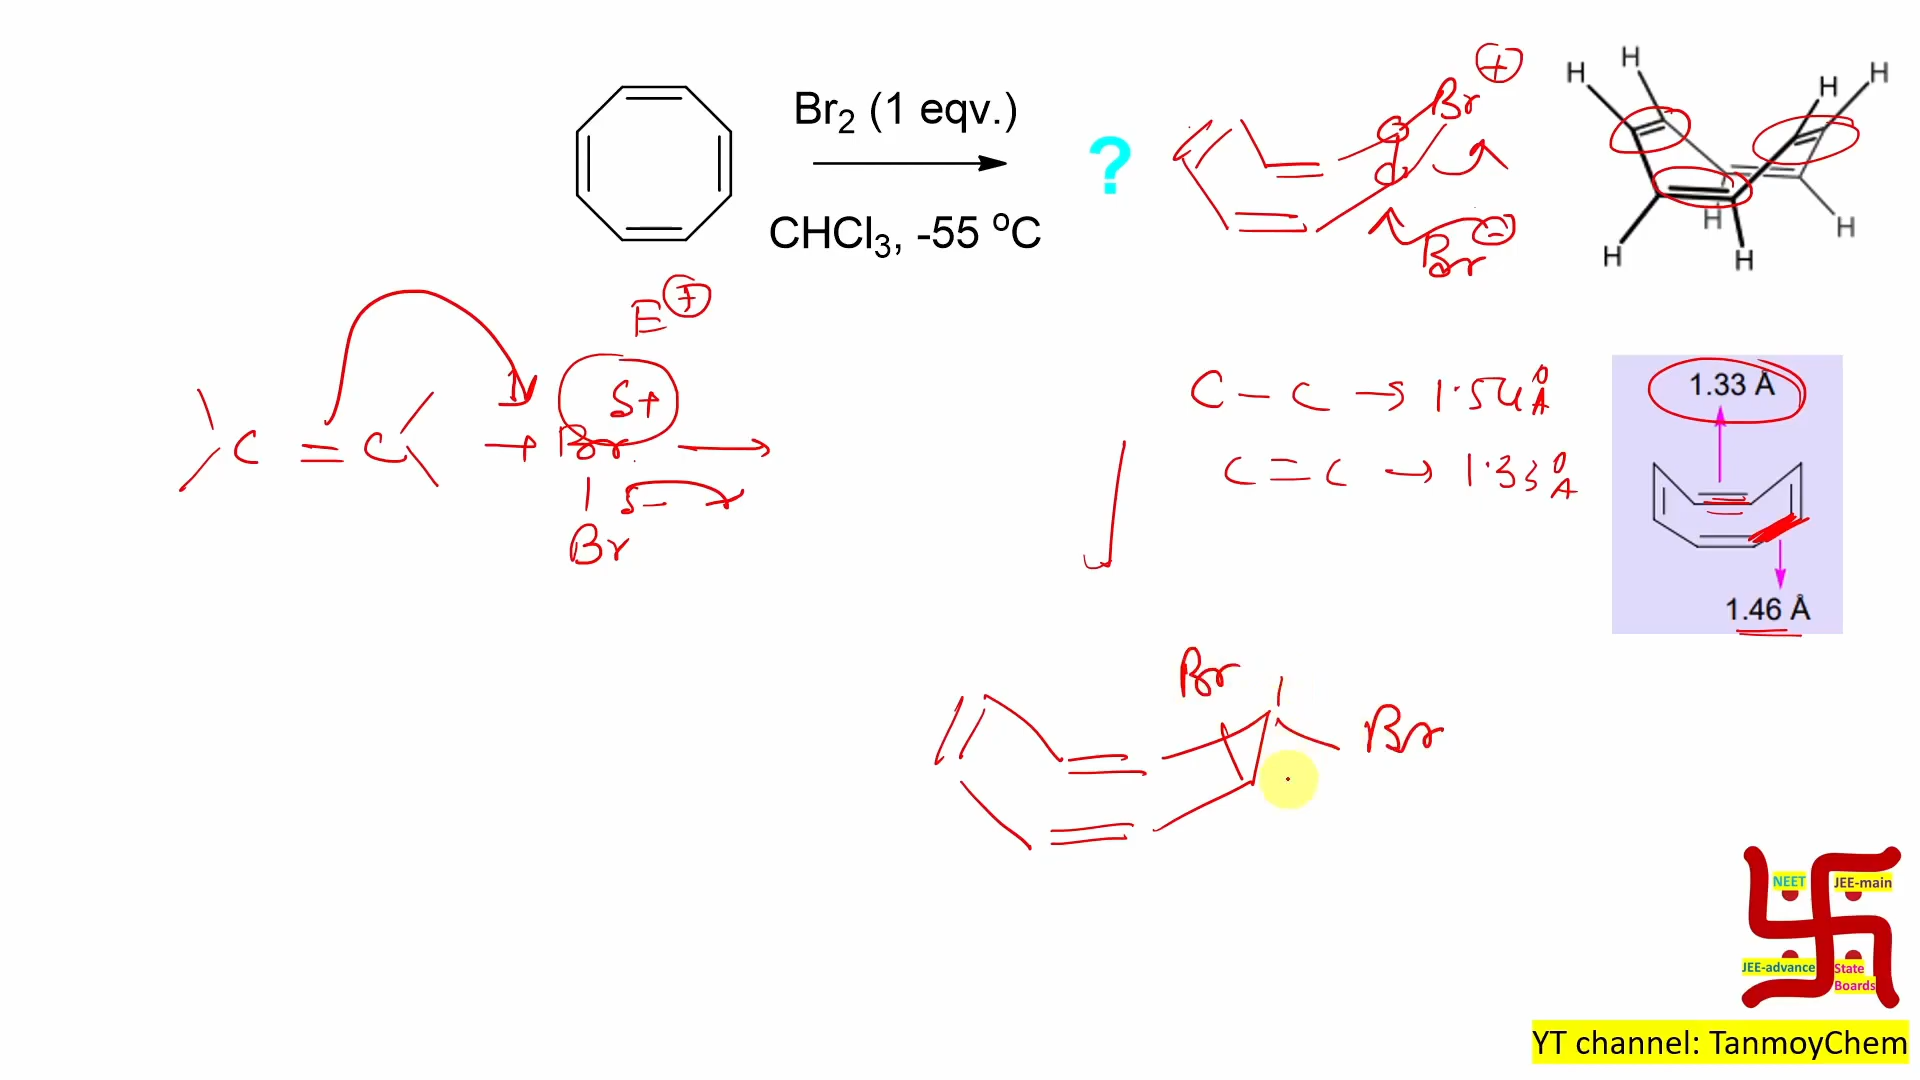 Br2 (1 eqv.)
CHCl3, -55 °C
?
Br +
Br -
H H H H
H H H H
E +
δ+
C = C → Br →
δ-
Br
C - C → 1.54 Å
C = C → 1.33 Å
1.33 Å
1.46 Å
Br
Br
NEET JEE-main
JEE-advance State
Boards
YT channel: TanmoyChem